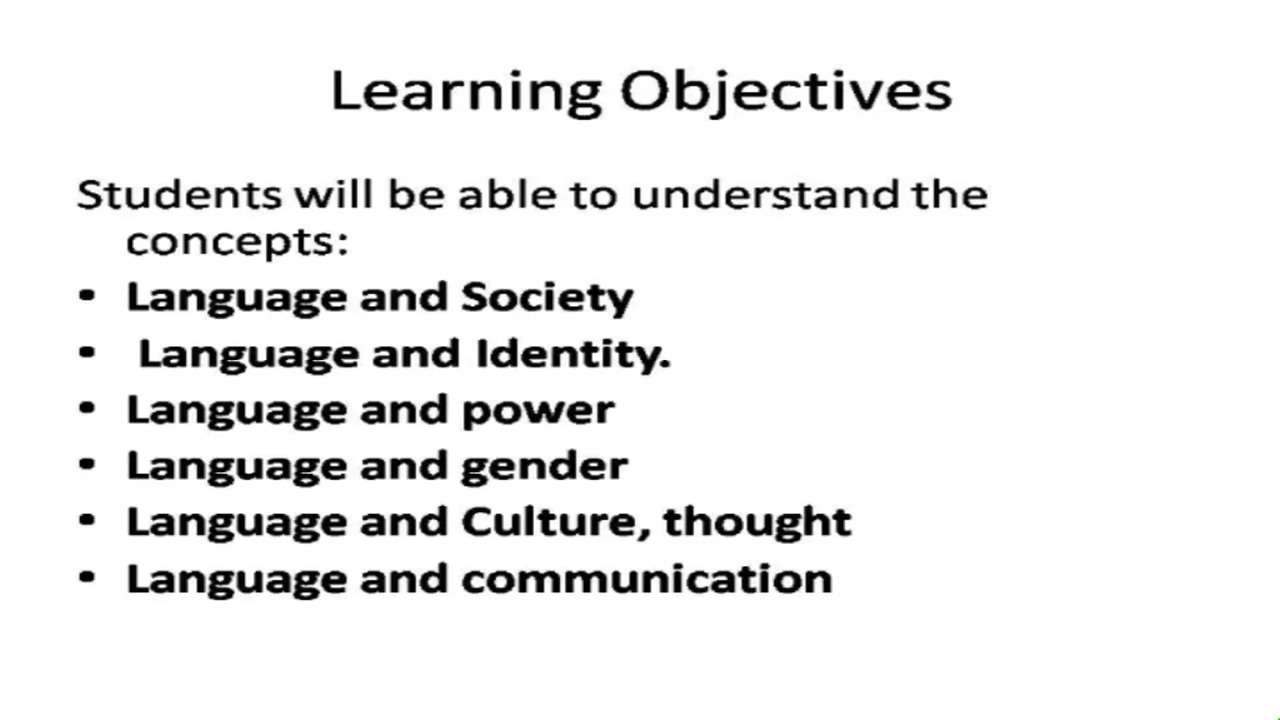 Learning Objectives
Students will be able to understand the
concepts:
• Language and Society
• Language and Identity.
• Language and power
• Language and gender
• Language and Culture, thought
• Language and communication